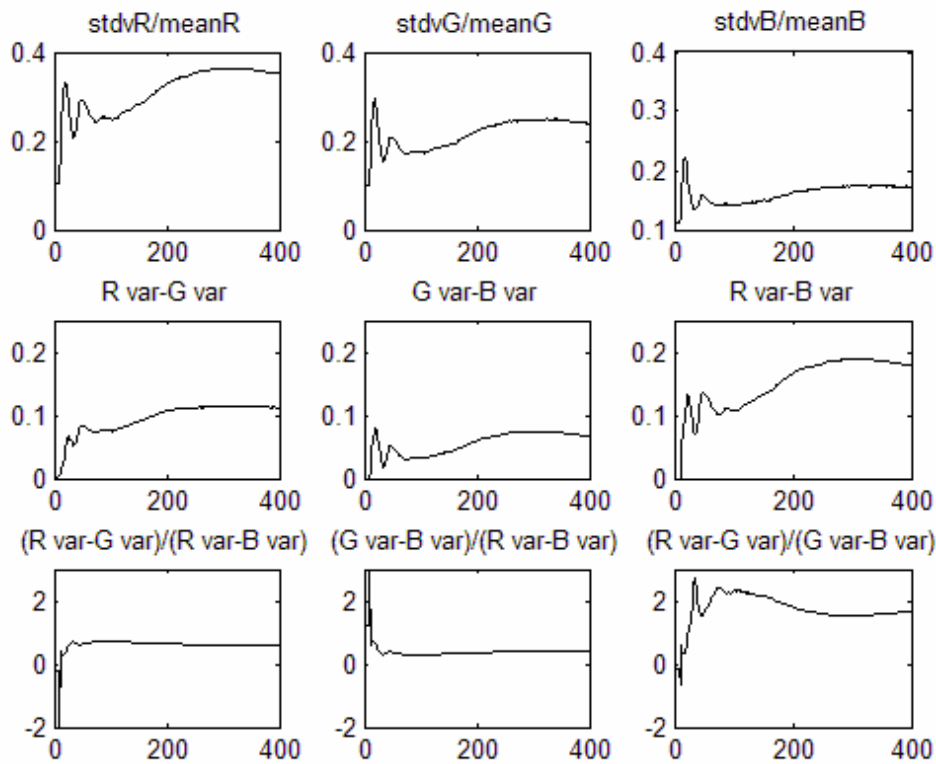 stdvR/meanR stdvG/meanG stdvB/meanB
0.4 0.4 0.4
0.3
0.2 0.2 0.2
0 0 0.1
0 200 400 0 200 400 0 200 400
R var-G var G var-B var R var-B var
0.2 0.2 0.2
0.1 0.1 0.1
0 0 0
0 200 400 0 200 400 0 200 400
(R var-G var)/(R var-B var) (G var-B var)/(R var-B var) (R var-G var)/(G var-B var)
2 2 2
0 0 0
-2 -2 -2
0 200 400 0 200 400 0 200 400